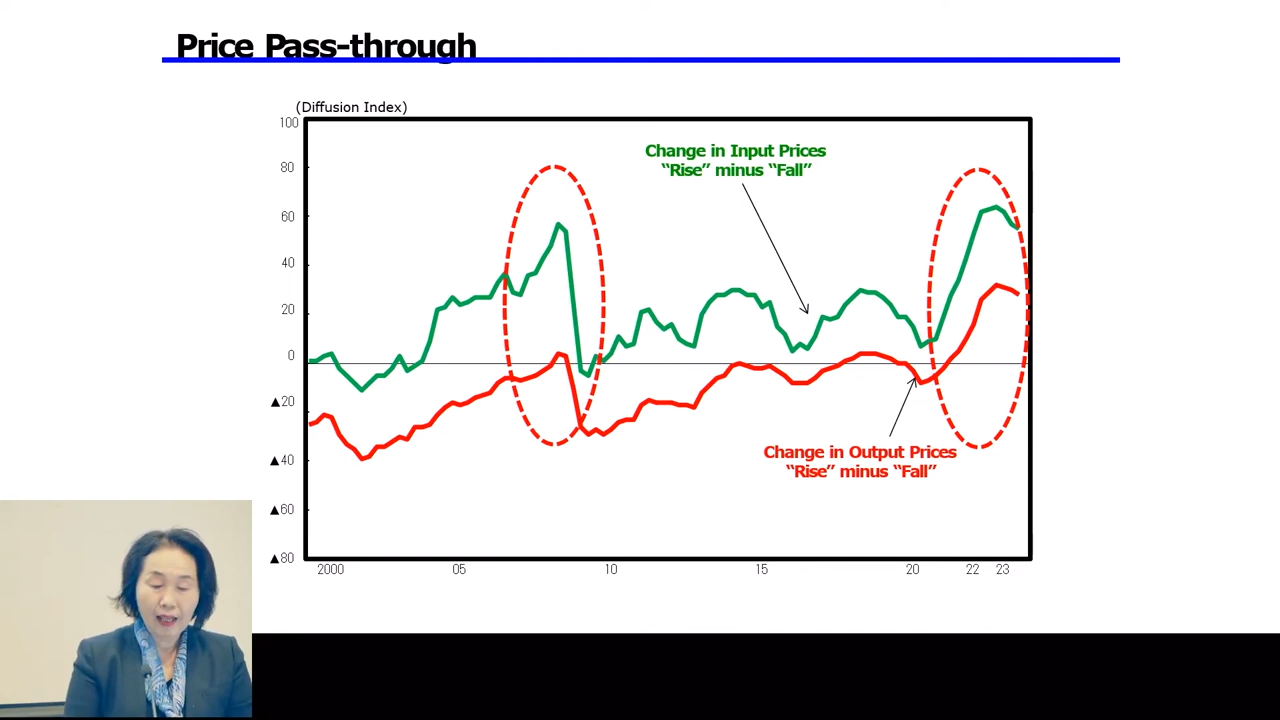 Price Pass-through
(Diffusion Index)
100
80
60
40
20
0
▲20
▲40
▲60
▲80
Change in Input Prices
“Rise” minus “Fall”
Change in Output Prices
“Rise” minus “Fall”
2000 05 10 15 20 22 23